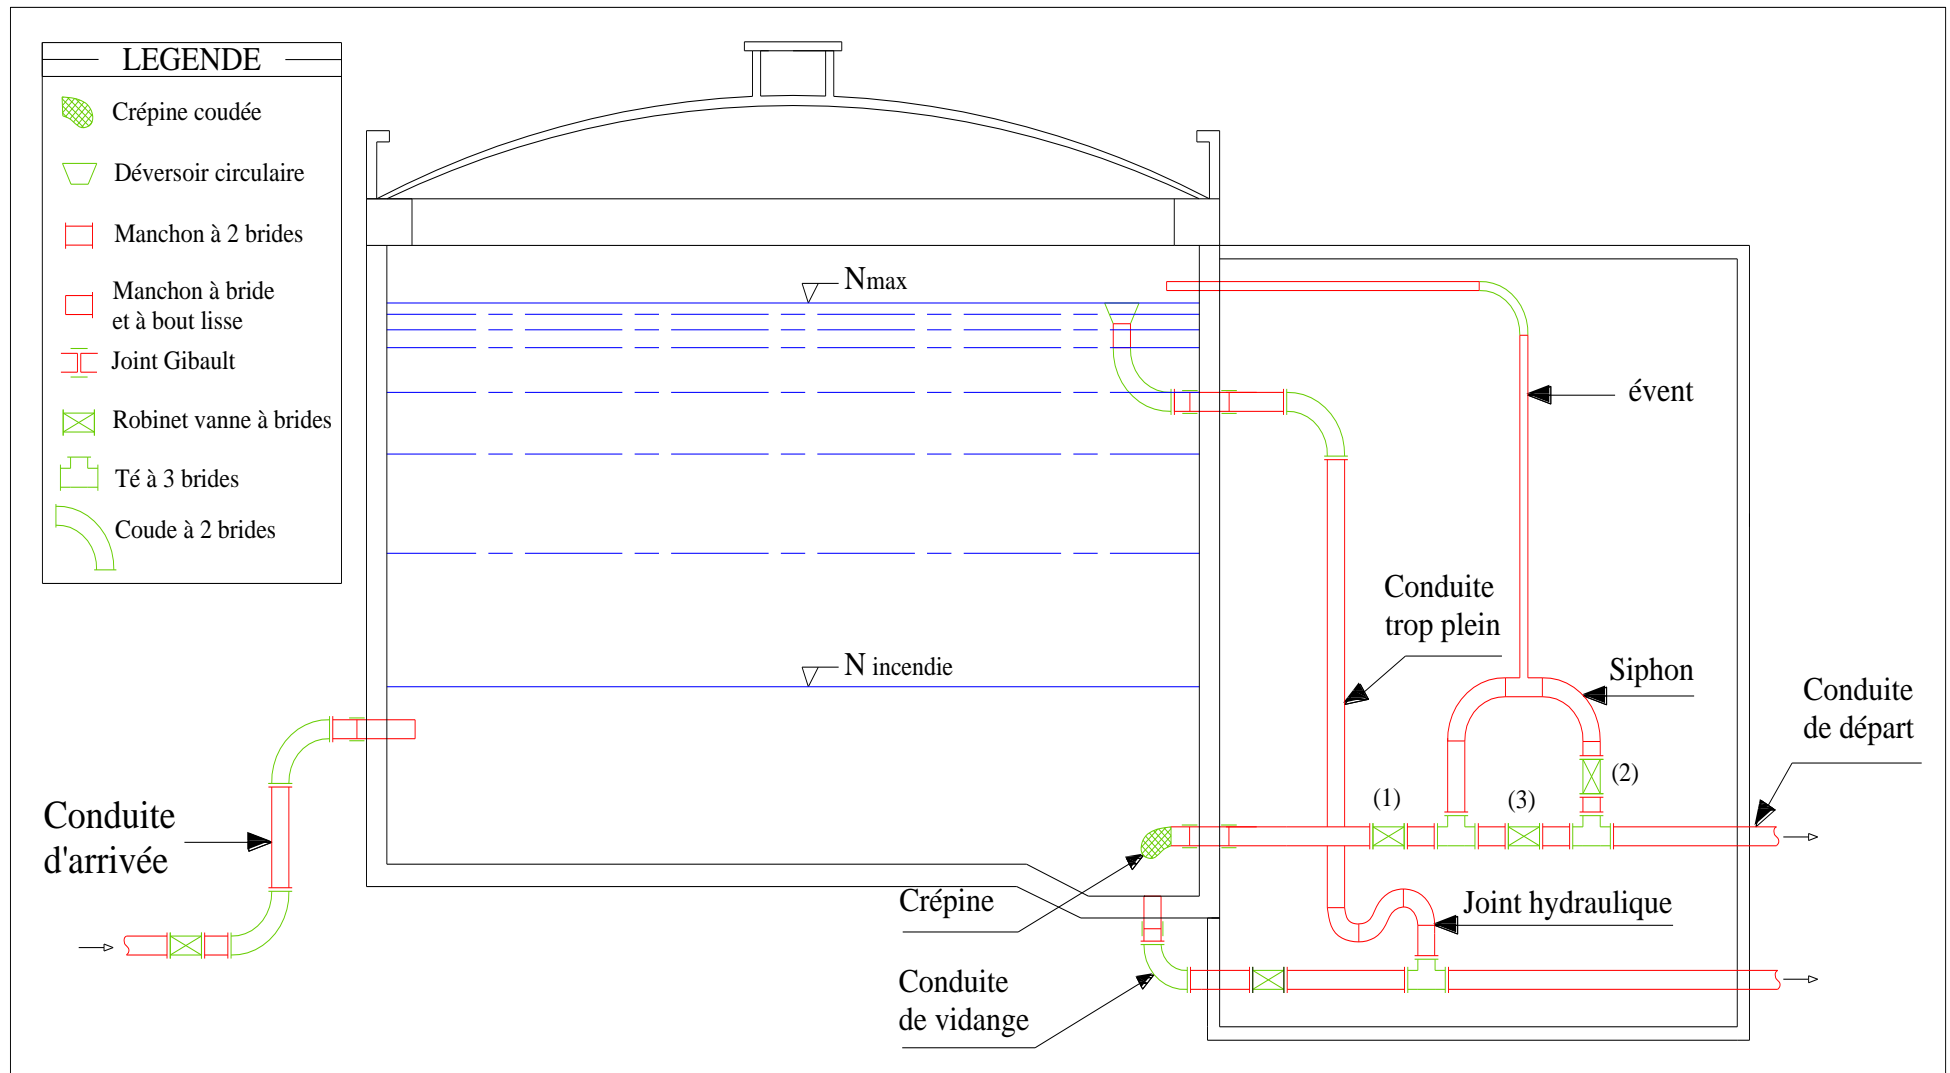 LEGENDE
Crépine coudée
Déversoir circulaire
Manchon à 2 brides
Manchon à bride
et à bout lisse
Joint Gibault
Robinet vanne à brides
Té à 3 brides
Coude à 2 brides
Nmax
évent
Conduite
trop plein
N incendie
Siphon
Conduite
de départ
(2)
(1)
(3)
Conduite
d'arrivée
Crépine
Joint hydraulique
Conduite
de vidange